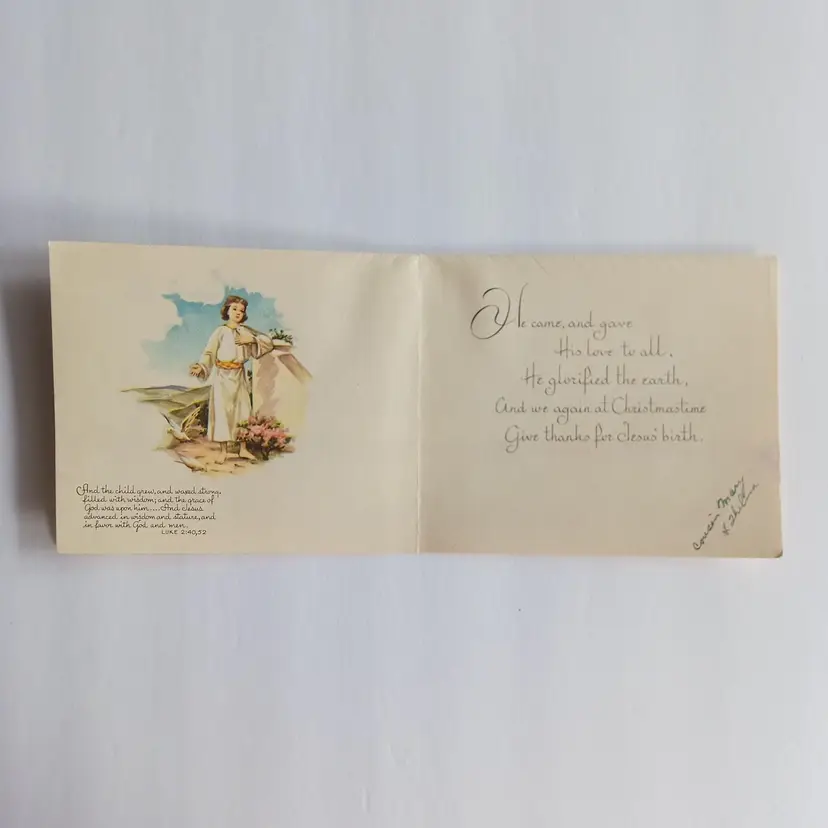 And the child grew, and waxed strong,
filled with wisdom; and the grace of
God was upon him....And Jesus
advanced in wisdom and stature, and
in favor with God and men.
LUKE 2:40,52
He came, and gave
His love to all.
He glorified the earth,
And we again at Christmastime
Give thanks for Jesus' birth.
Cousin Mary
& Thelma